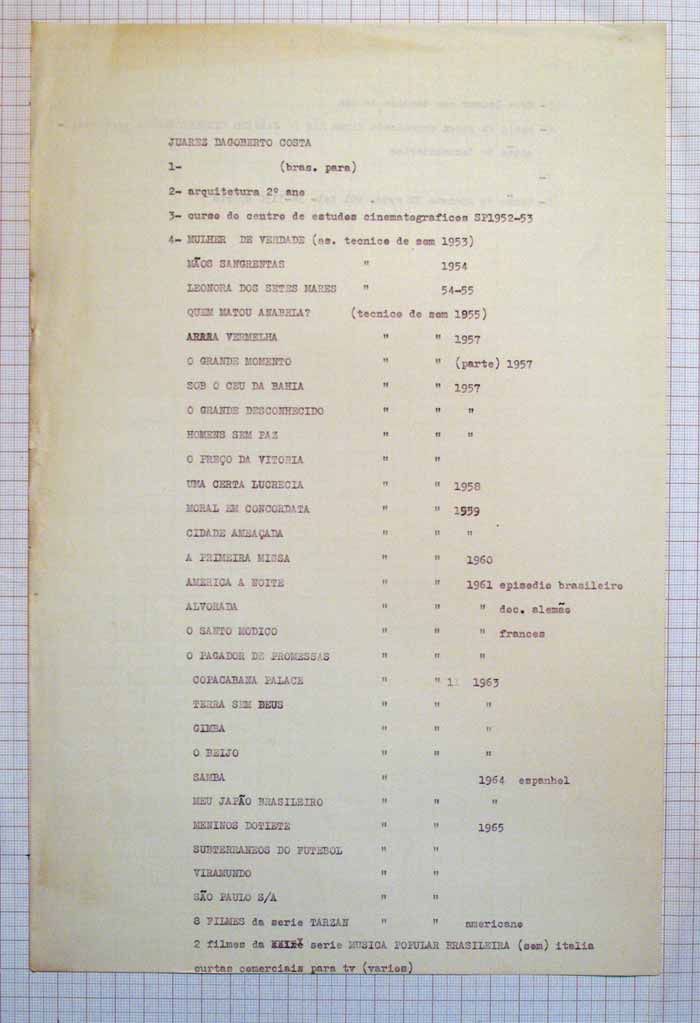 JUAREZ DAGOBERTO COSTA
1- (bras. para)
2- arquitetura 2º ano
3- curso do centro de estudos cinematograficos SP1952-53
4- MULHER DE VERDADE (as. tecnico de som 1953)
MÃOS SANGRENTAS " 1954
LEONORA DOS SETES MARES " 54-55
QUEM MATOU ANABELA? (tecnico de som 1955)
ARARA VERMELHA " " 1957
O GRANDE MOMENTO " " (parte) 1957
SOB O CEU DA BAHIA " " 1957
O GRANDE DESCONHECIDO " " "
HOMENS SEM PAZ " " "
O PREÇO DA VITORIA " "
UMA CERTA LUCRECIA " " 1958
MORAL EM CONCORDATA " " 1959
CIDADE AMEAÇADA " " "
A PRIMEIRA MISSA " " 1960
AMERICA A NOITE " " 1961 episodio brasileiro
ALVORADA " " " doc. alemão
O SANTO MODICO " " " frances
O PAGADOR DE PROMESSAS " " "
COPACABANA PALACE " " 1963
TERRA SEM DEUS " " "
GIMBA " " "
O BEIJO " " "
SAMBA " 1964 espanhol
MEU JAPÃO BRASILEIRO " " "
MENINOS DOTIETE " " 1965
SUBTERRANEOS DO FUTEBOL " "
VIRAMUNDO " "
SÃO PAULO S/A " "
8 FILMES da serie TARZAN " " americano
2 filmes da serie MUSICA POPULAR BRASILEIRA (som) italia
curtas comerciais para tv (varios)